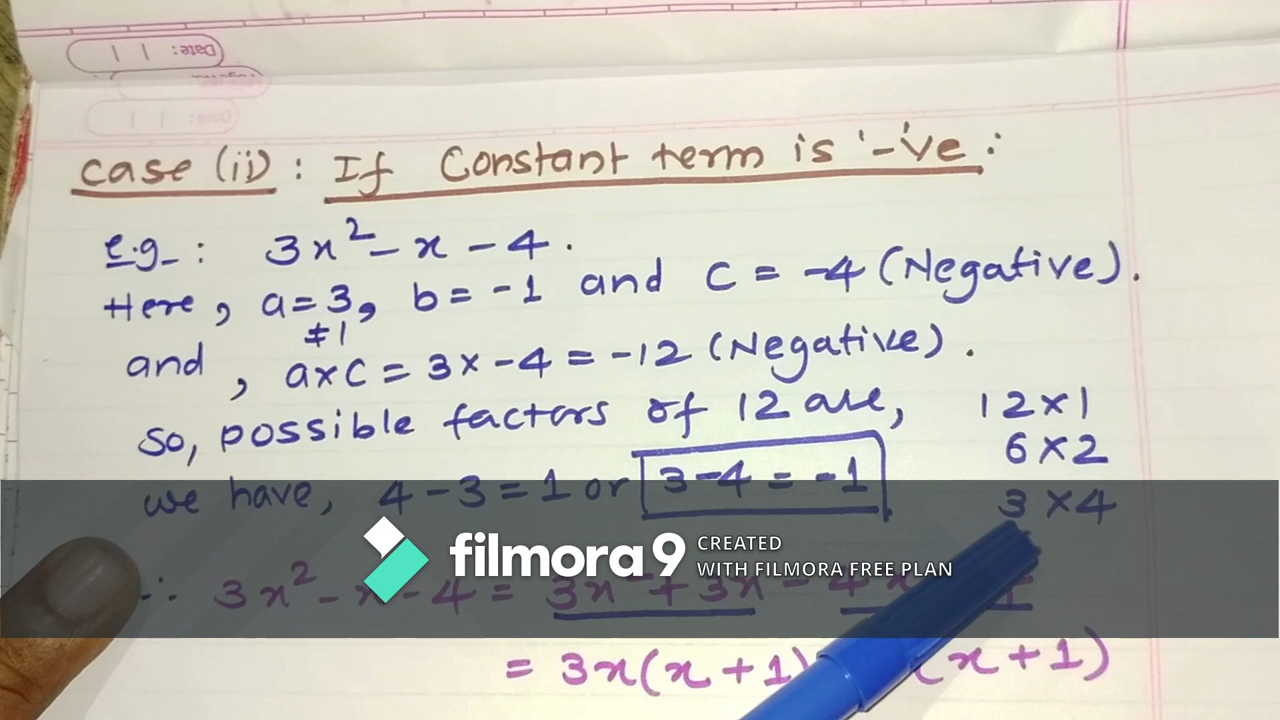 Date: | |
Date: | |
case (ii) : If Constant term is '-'ve :
e.g : 3x² - x - 4 .
Here , a=3, b= -1 and c = -4 (Negative) .
≠1
and , a×c = 3×-4 = -12 (Negative) .
so, possible factors of 12 are, 12×1
6×2
we have, 4-3=1 or 3-4 = -1 3×4
filmora9 CREATED
WITH FILMORA FREE PLAN
∴ 3x² - x - 4 = 3x² + 3x - 4x
= 3x(x+1) (x+1)